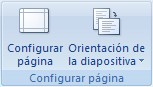 Configurar Orientación de
página la diapositiva
Configurar página